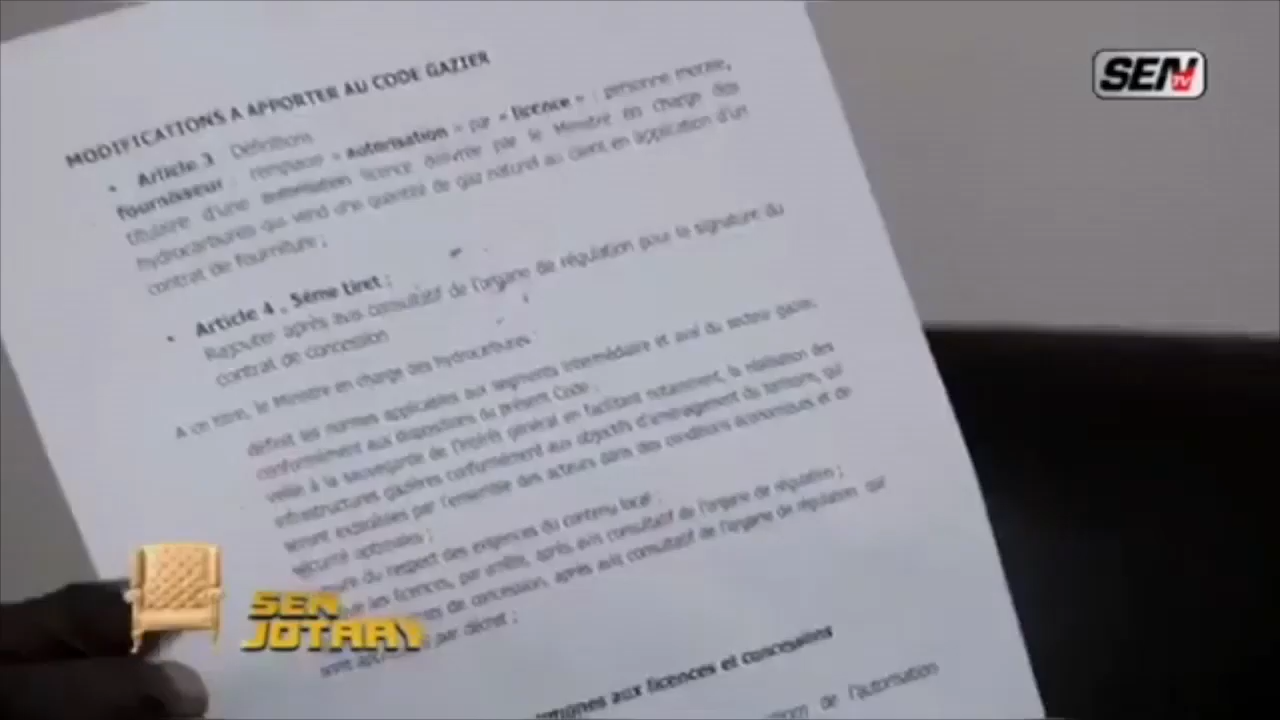 SEN TV
MODIFICATIONS A APPORTER AU CODE GAZIER
• Article 3 Définitions
fournisseur : remplacer « autorisation » par « licence » : personne morale,
titulaire d'une autorisation licence délivrée par le Ministre en charge des
hydrocarbures qui vend une quantité de gaz naturel au client en application d'un
contrat de fourniture ;
• Article 4 , 5ème tiret :
Rajouter après avis consultatif de l'organe de régulation pour la signature du
contrat de concession
A ce titre, le Ministre en charge des hydrocarbures :
définit les normes applicables aux segments intermédiaire et aval du secteur gazier,
conformément aux dispositions du présent Code ;
veille à la sauvegarde de l'intérêt général en facilitant notamment, la réalisation des
infrastructures gazières conformément aux objectifs d'aménagement du territoire, qui
seront exploitées par l'ensemble des acteurs dans des conditions économiques et de
sécurité optimales ;
du respect des exigences du contenu local ;
les licences, par arrêté, après avis consultatif de l'organe de régulation ;
de concession, après avis consultatif de l'organe de régulation qui
sont par décret ;
aux licences et concessions
de l'autorisation
SEN
JOTAAY